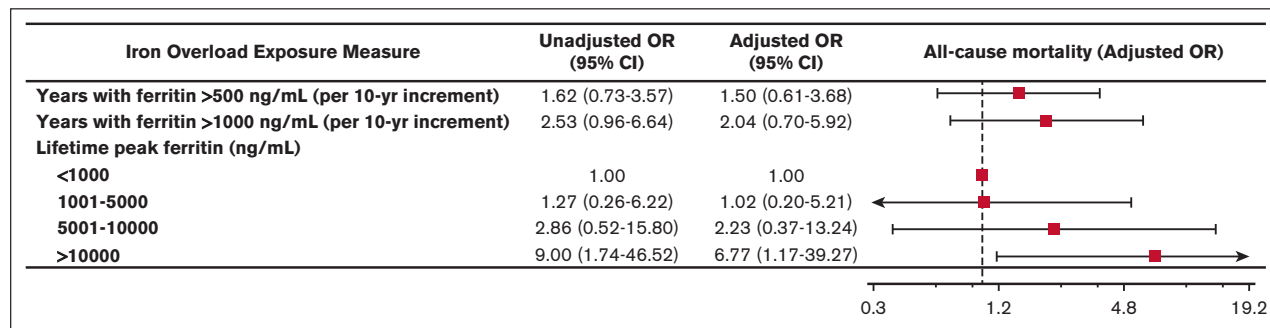 Iron Overload Exposure Measure Unadjusted OR (95% CI) Adjusted OR (95% CI) All-cause mortality (Adjusted OR)
Years with ferritin >500 ng/mL (per 10-yr increment) 1.62 (0.73-3.57) 1.50 (0.61-3.68)
Years with ferritin >1000 ng/mL (per 10-yr increment) 2.53 (0.96-6.64) 2.04 (0.70-5.92)
Lifetime peak ferritin (ng/mL)
<1000 1.00 1.00
1001-5000 1.27 (0.26-6.22) 1.02 (0.20-5.21)
5001-10000 2.86 (0.52-15.80) 2.23 (0.37-13.24)
>10000 9.00 (1.74-46.52) 6.77 (1.17-39.27)
0.3 1.2 4.8 19.2